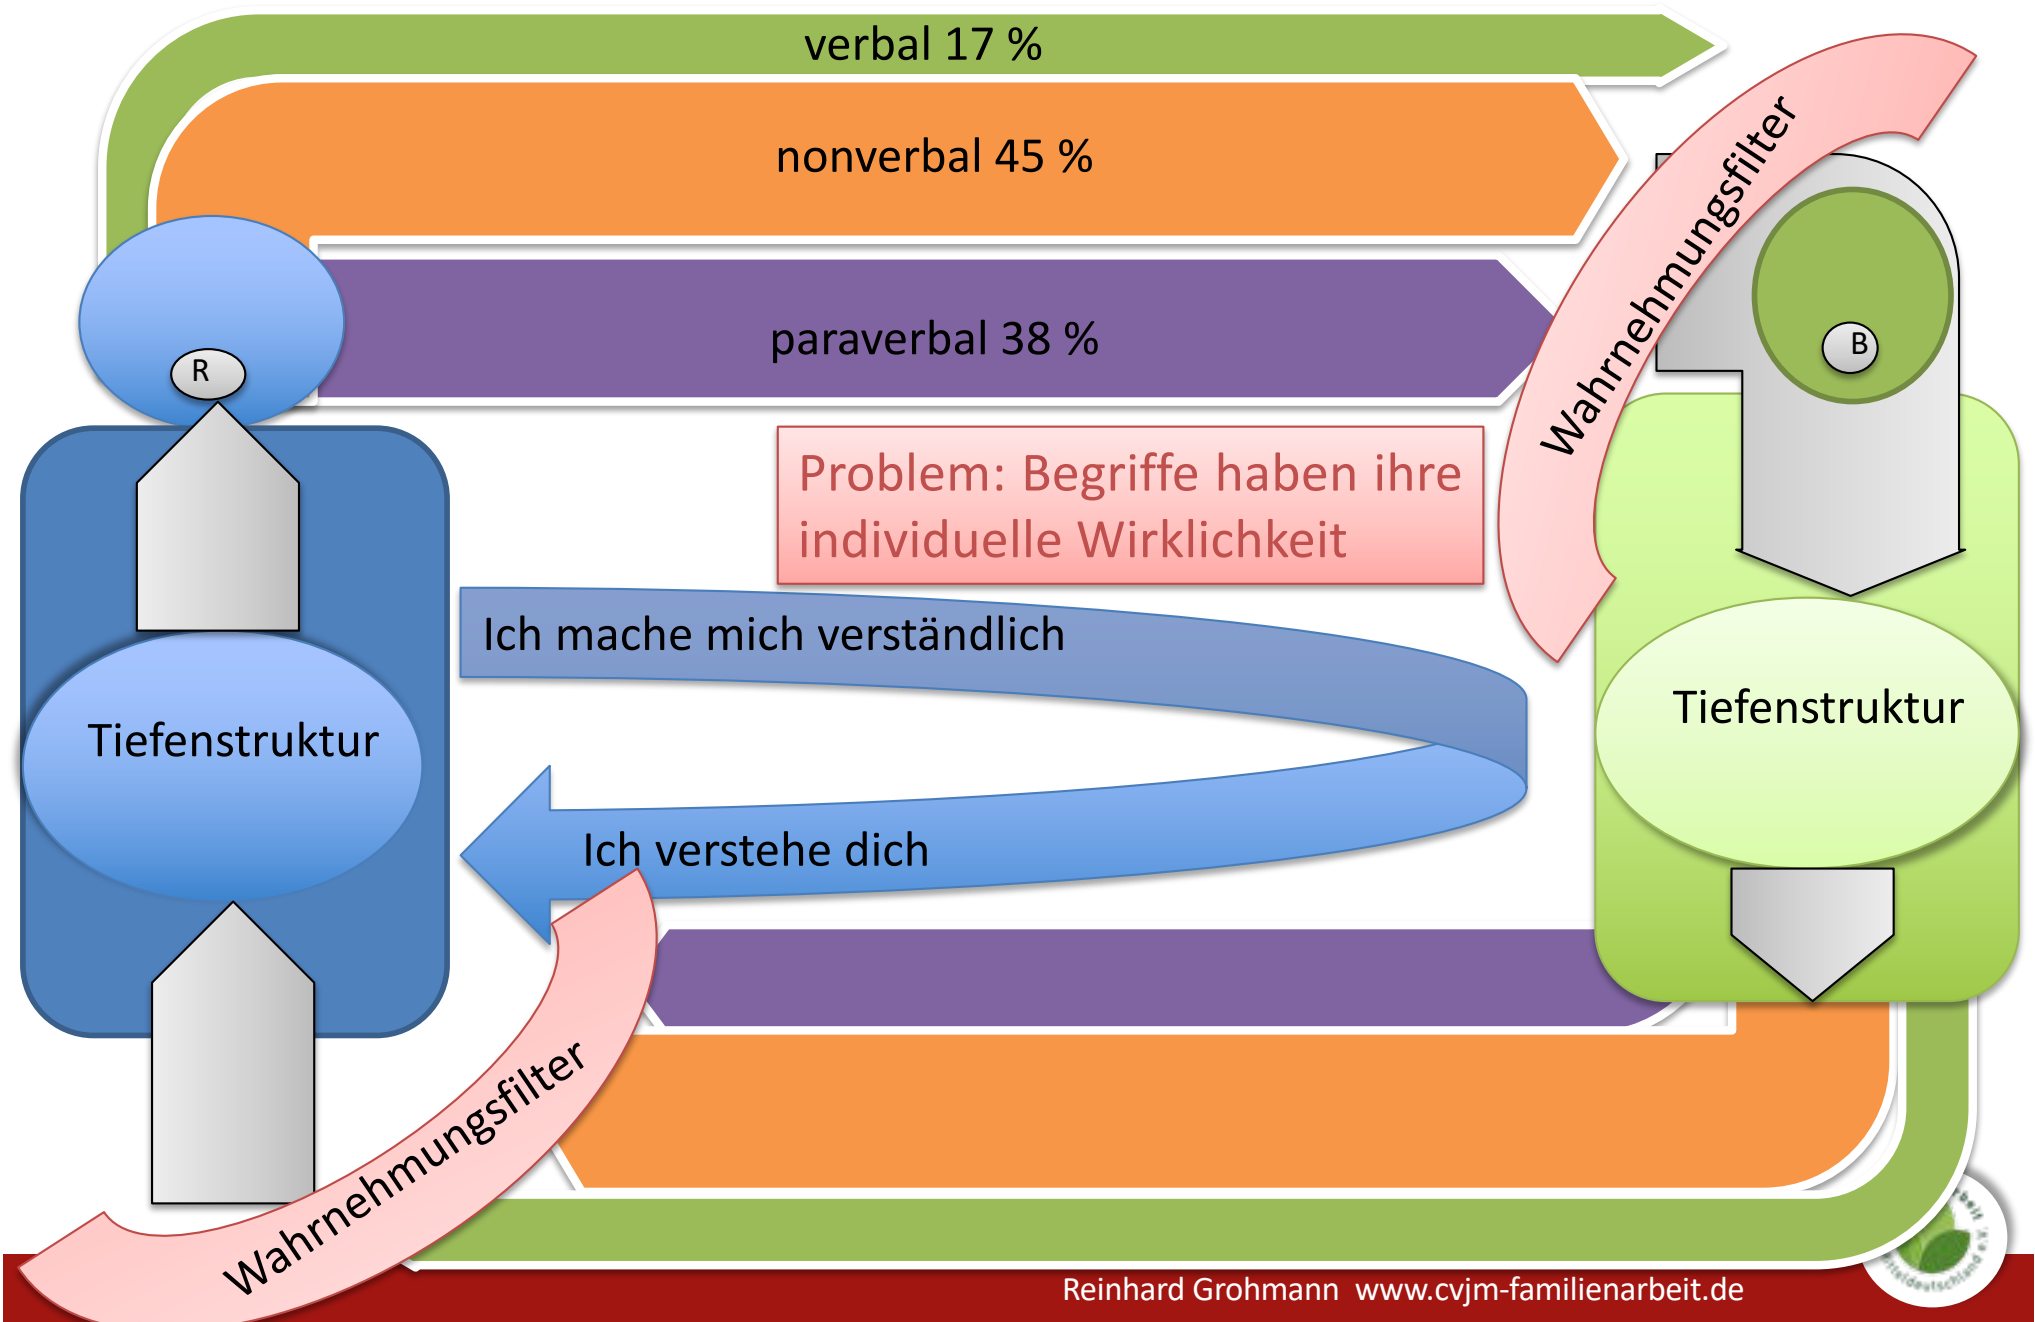 verbal 17 %
nonverbal 45 %
paraverbal 38 %
Wahrnehmungsfilter
R
B
Problem: Begriffe haben ihre
individuelle Wirklichkeit
Ich mache mich verständlich
Tiefenstruktur
Tiefenstruktur
Ich verstehe dich
Wahrnehmungsfilter
Reinhard Grohmann www.cvjm-familienarbeit.de